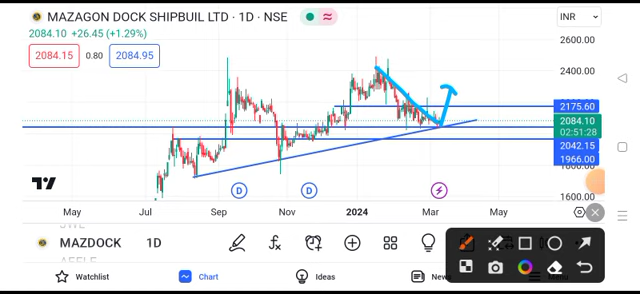 MAZAGON DOCK SHIPBUIL LTD · 1D · NSE
INR
2084.10 +26.45 (+1.29%)
2084.15 0.80 2084.95
2600.00
2400.00
2175.60
2084.10
02:51:28
2042.15
1966.00
1800.00
1600.00
D D
May Jul Sep Nov 2024 Mar May
MAZDOCK 1D
Watchlist Chart Ideas News